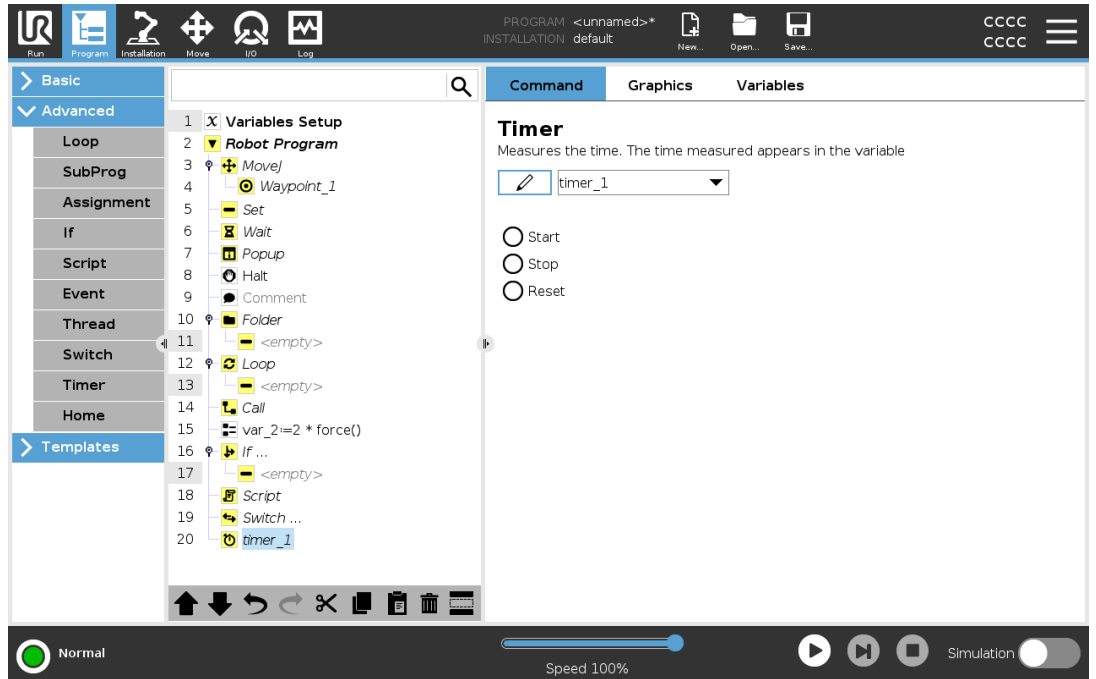 UR
Run
Program
Installation
Move
I/O
Log
PROGRAM <unnamed>*
INSTALLATION default
New...
Open...
Save...
CCCC
CCCC
Basic
Advanced
Loop
SubProg
Assignment
If
Script
Event
Thread
Switch
Timer
Home
Templates
1 X Variables Setup
2 Robot Program
3 MoveJ
4 Waypoint_1
5 Set
6 Wait
7 Popup
8 Halt
9 Comment
10 Folder
11 <empty>
12 Loop
13 <empty>
14 Call
15 var_2:=2 * force()
16 If ...
17 <empty>
18 Script
19 Switch ...
20 timer_1
Command Graphics Variables
Timer
Measures the time. The time measured appears in the variable
timer_1
Start
Stop
Reset
Normal
Speed 100%
Simulation